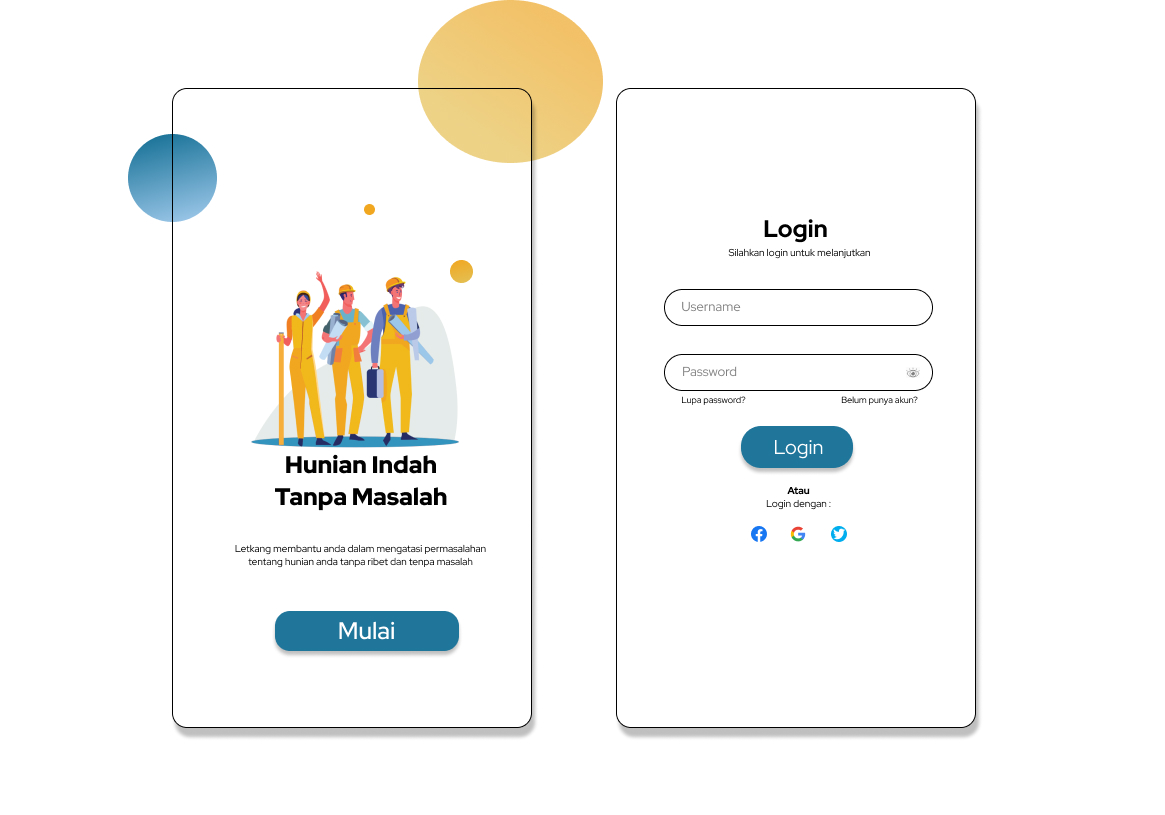 Hunian Indah
Tanpa Masalah
Letkang membantu anda dalam mengatasi permasalahan
tentang hunian anda tanpa ribet dan tenpa masalah
Mulai
Login
Silahkan login untuk melanjutkan
Username
Password
Lupa password? Belum punya akun?
Login
Atau
Login dengan :